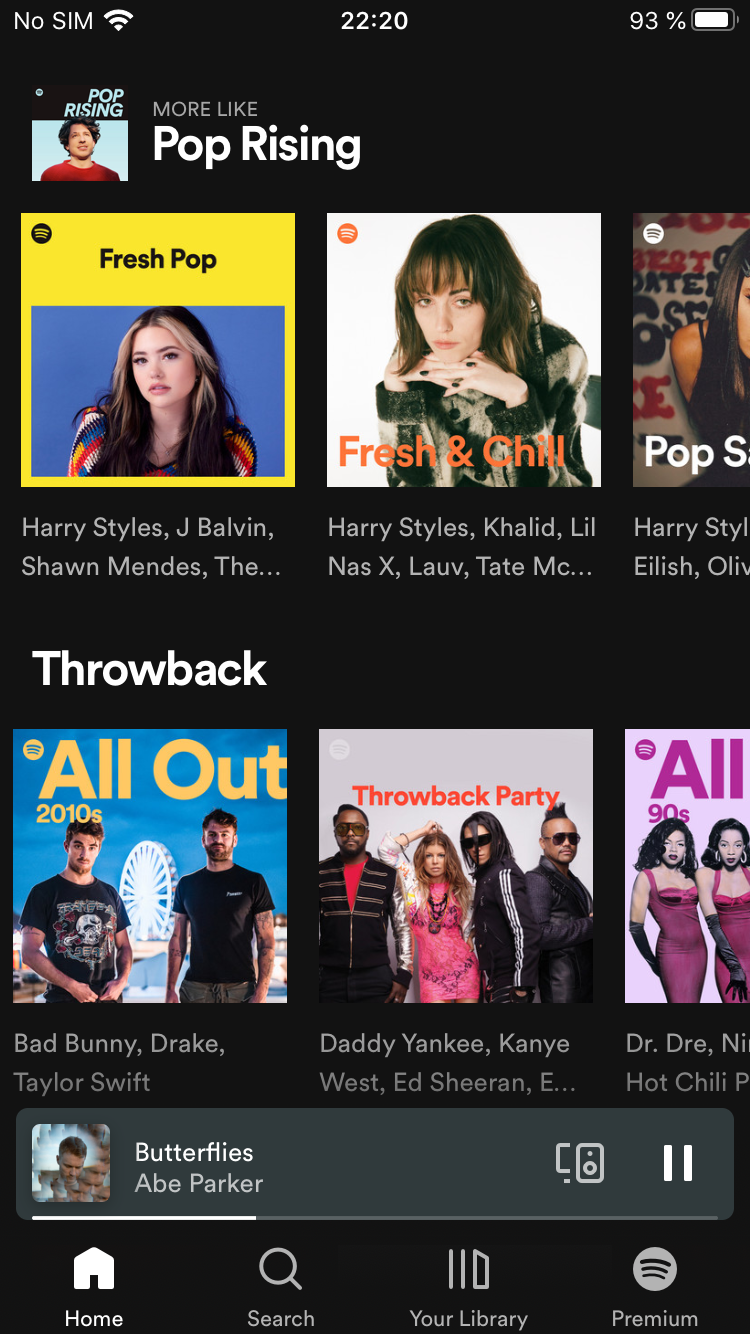 No SIM 22:20 93 %
POP
RISING
MORE LIKE
Pop Rising
Fresh Pop
Fresh & Chill
Pop S
Harry Styles, J Balvin,
Shawn Mendes, The...
Harry Styles, Khalid, Lil
Nas X, Lauv, Tate Mc...
Harry Styl
Eilish, Oliv
Throwback
All Out
2010s
Throwback Party
All
90s
Bad Bunny, Drake,
Taylor Swift
Daddy Yankee, Kanye
West, Ed Sheeran, E...
Dr. Dre, Ni
Hot Chili P
Butterflies
Abe Parker
Home
Search
Your Library
Premium